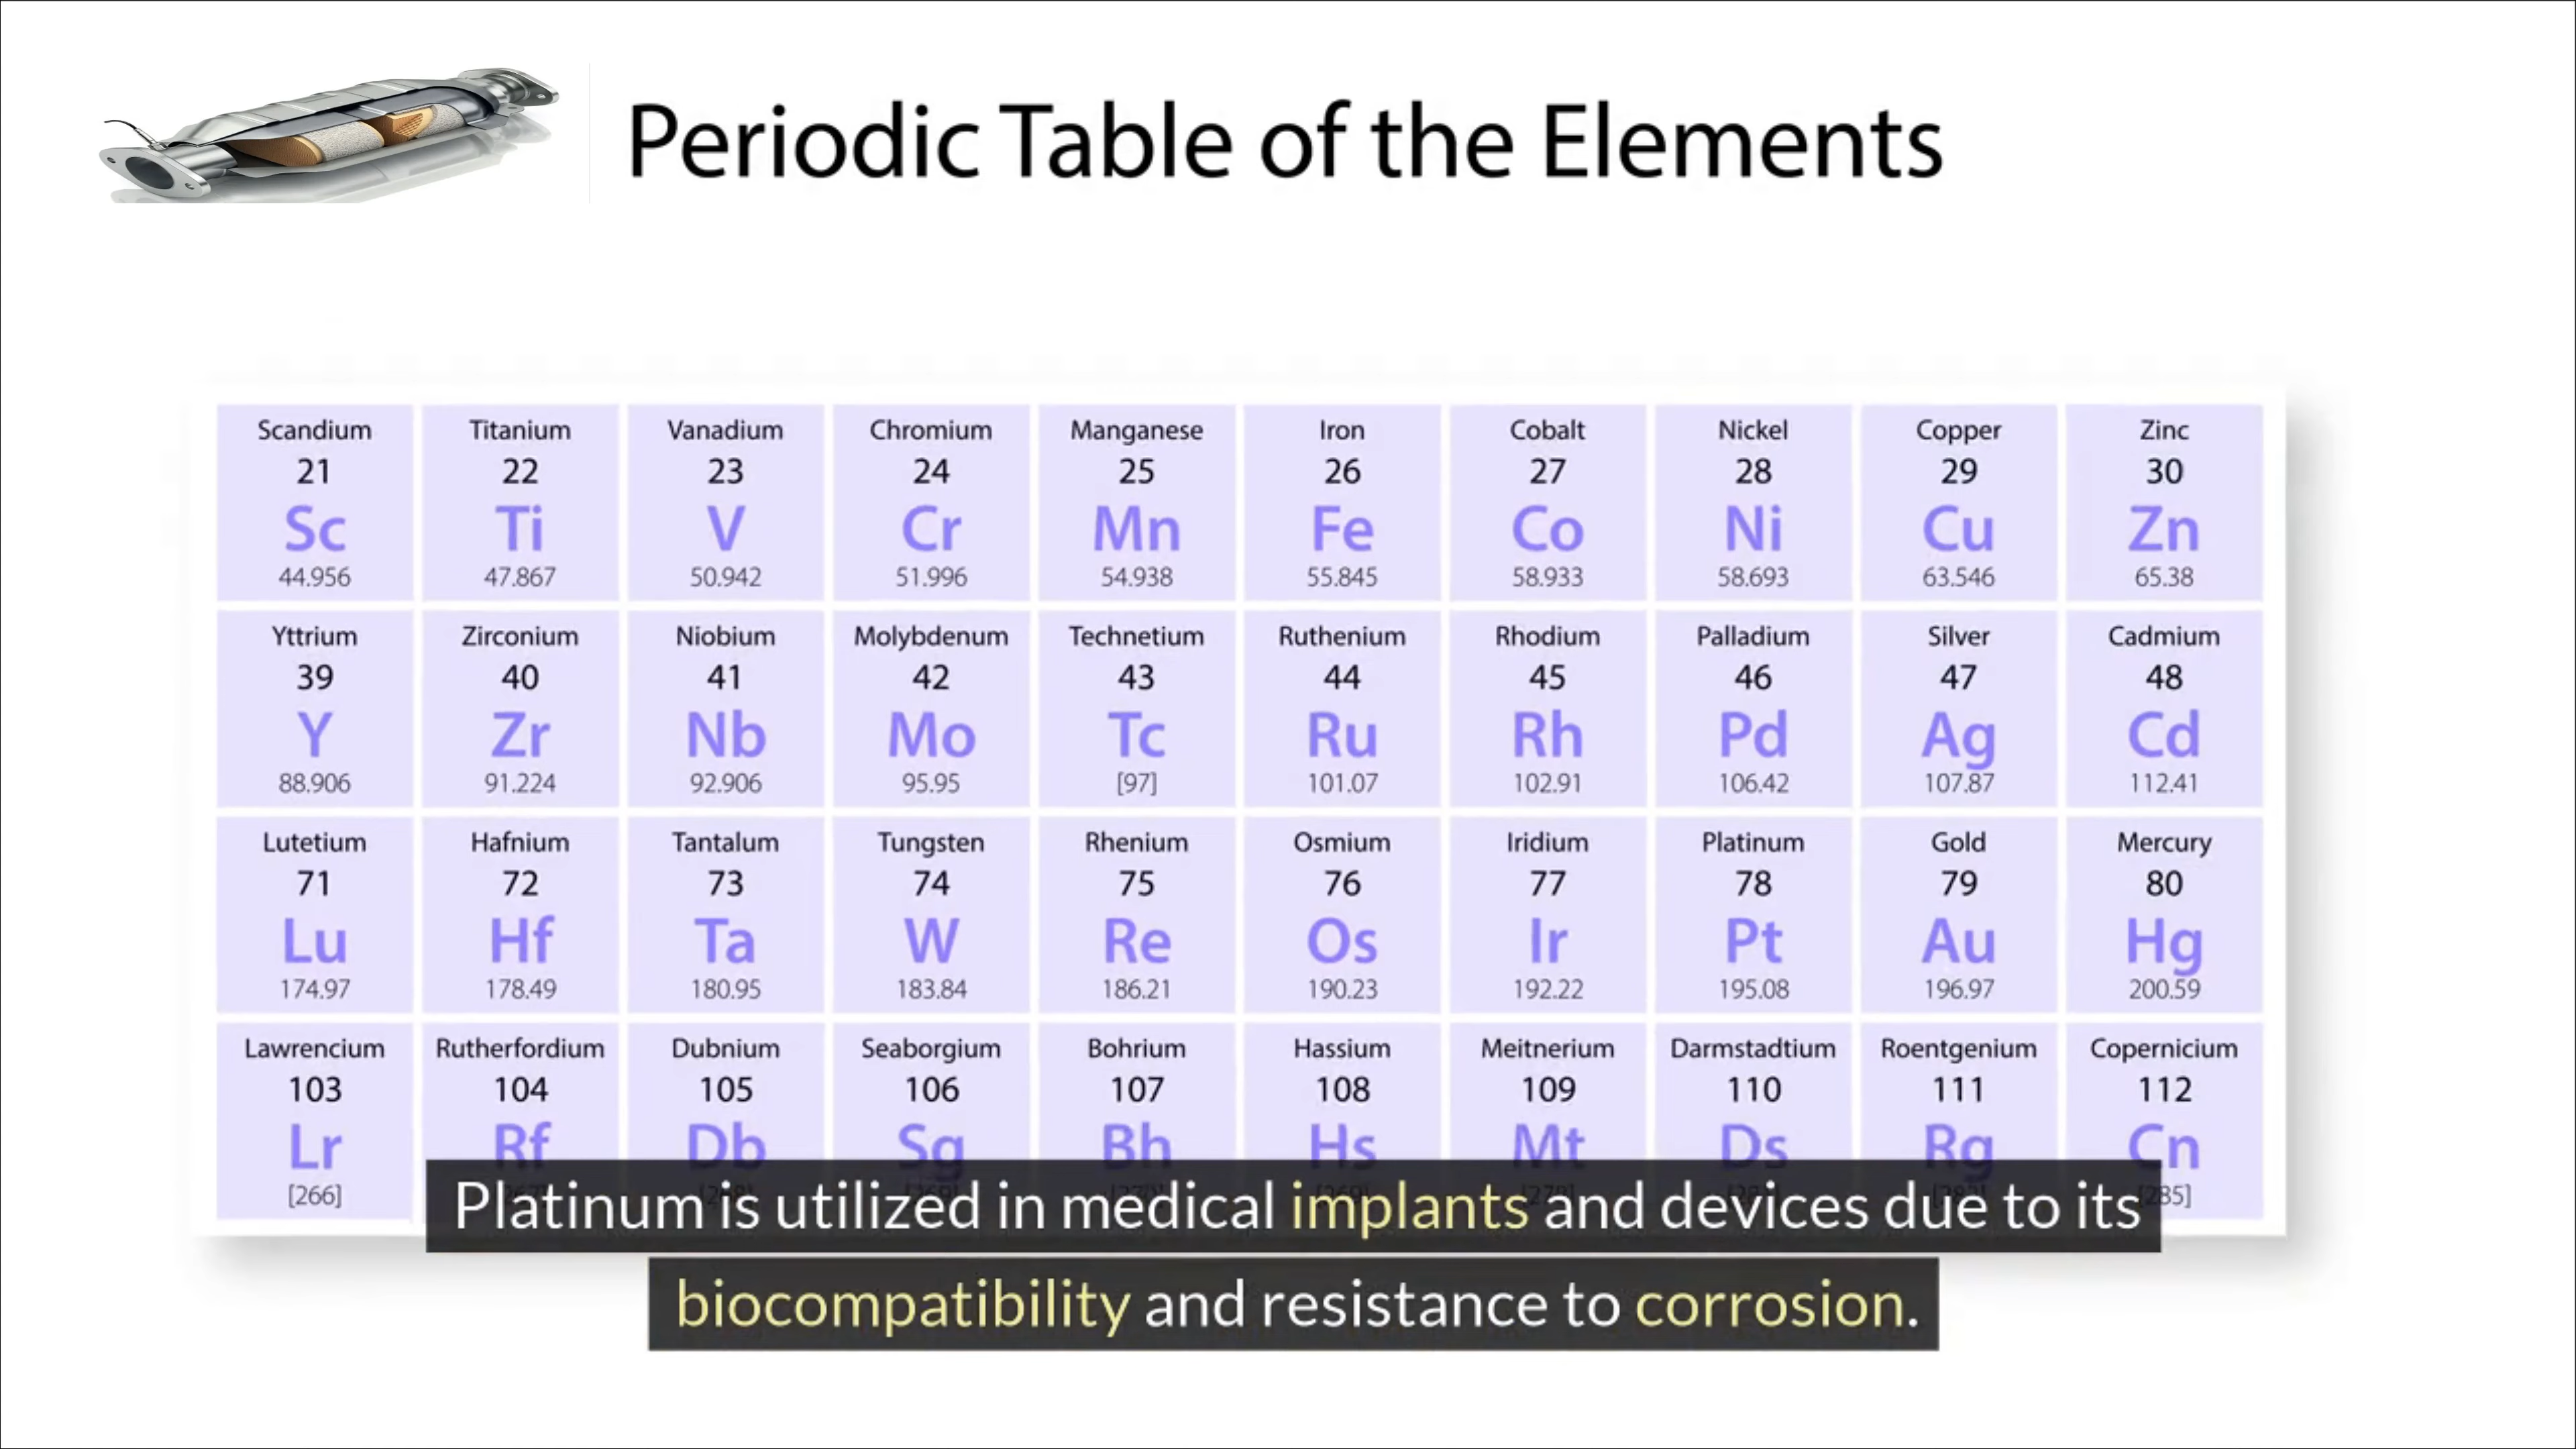 Periodic Table of the Elements
Scandium Titanium Vanadium Chromium Manganese Iron Cobalt Nickel Copper Zinc
21 22 23 24 25 26 27 28 29 30
Sc Ti V Cr Mn Fe Co Ni Cu Zn
44.956 47.867 50.942 51.996 54.938 55.845 58.933 58.693 63.546 65.38
Yttrium Zirconium Niobium Molybdenum Technetium Ruthenium Rhodium Palladium Silver Cadmium
39 40 41 42 43 44 45 46 47 48
Y Zr Nb Mo Tc Ru Rh Pd Ag Cd
88.906 91.224 92.906 95.95 [97] 101.07 102.91 106.42 107.87 112.41
Lutetium Hafnium Tantalum Tungsten Rhenium Osmium Iridium Platinum Gold Mercury
71 72 73 74 75 76 77 78 79 80
Lu Hf Ta W Re Os Ir Pt Au Hg
174.97 178.49 180.95 183.84 186.21 190.23 192.22 195.08 196.97 200.59
Lawrencium Rutherfordium Dubnium Seaborgium Bohrium Hassium Meitnerium Darmstadtium Roentgenium Copernicium
103 104 105 106 107 108 109 110 111 112
Lr Rf Db Sg Bh Hs Mt Ds Rg Cn
[266]
Platinum is utilized in medical implants and devices due to its
biocompatibility and resistance to corrosion.